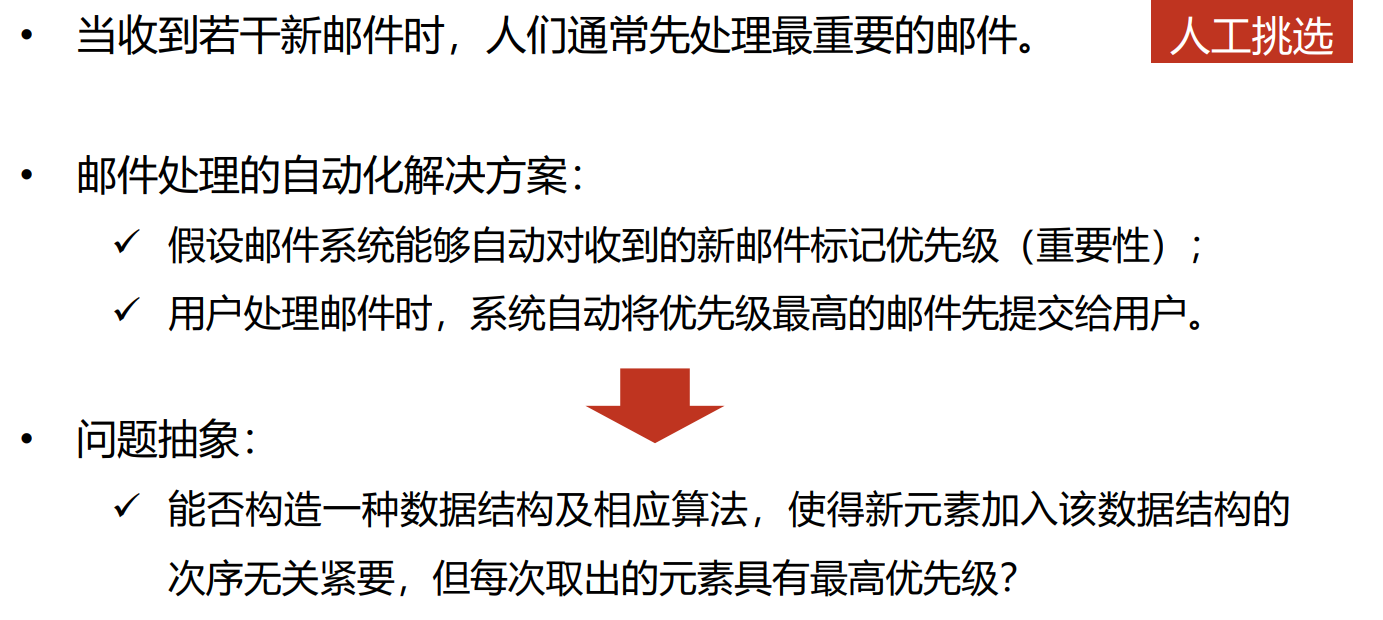 • 当收到若干新邮件时，人们通常先处理最重要的邮件。
人工挑选
• 邮件处理的自动化解决方案：
✓ 假设邮件系统能够自动对收到的新邮件标记优先级（重要性）；
✓ 用户处理邮件时，系统自动将优先级最高的邮件先提交给用户。
• 问题抽象：
✓ 能否构造一种数据结构及相应算法，使得新元素加入该数据结构的
次序无关紧要，但每次取出的元素具有最高优先级？